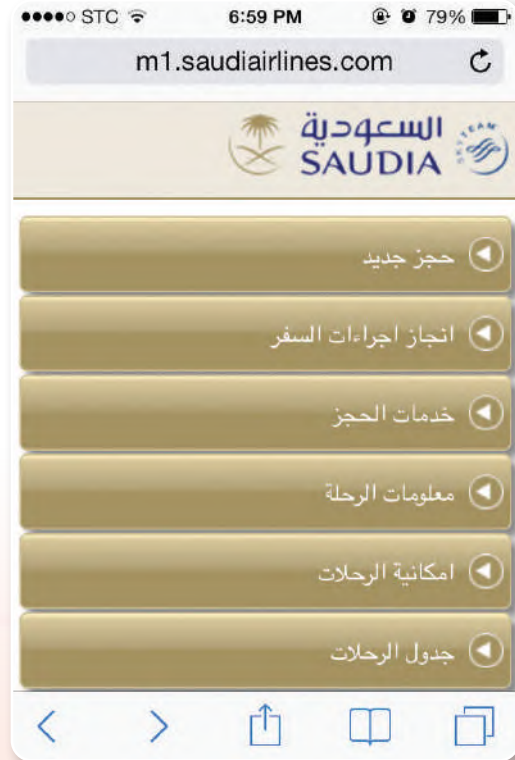 STC 6:59 PM 79%
m1.saudiairlines.com
السعودية
SAUDIA
SKYTEAM
حجز جديد
انجاز اجراءات السفر
خدمات الحجز
معلومات الرحلة
امكانية الرحلات
جدول الرحلات